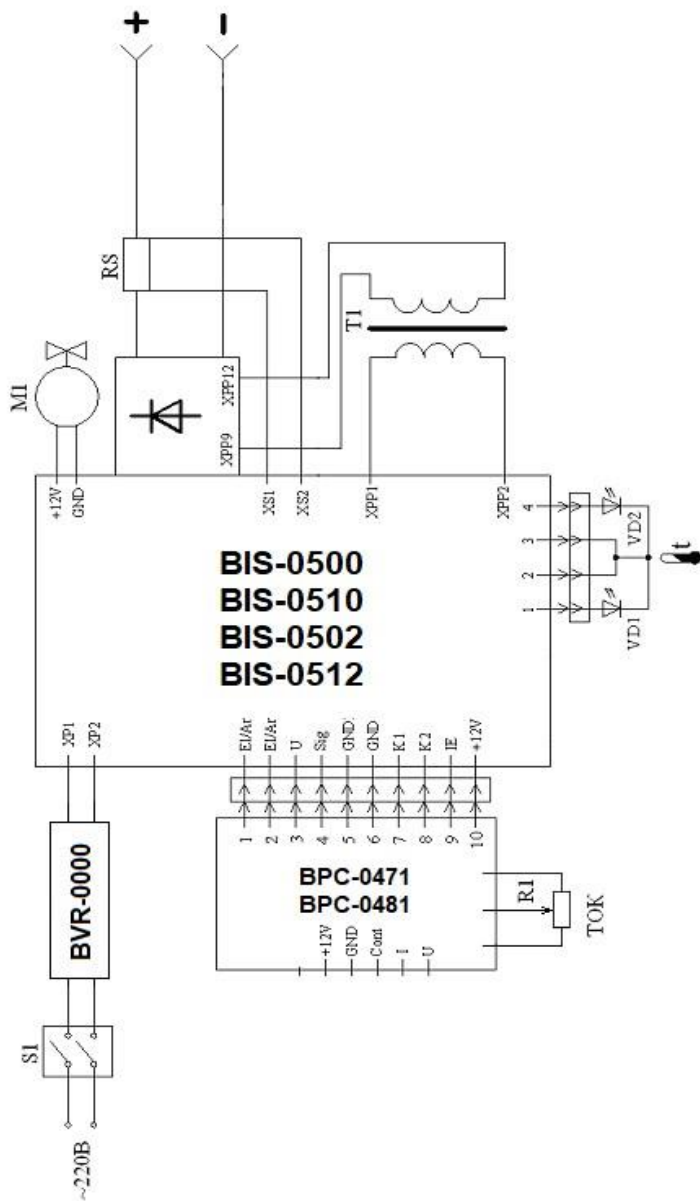 +
-
RS
M1
+12V
GND
XPP9
XPP12
XS1
XS2
T1
XPP1
XPP2
BIS-0500
BIS-0510
BIS-0502
BIS-0512
1
2
3
4
VD1
VD2
t
XP1
XP2
El/Ar
El/Ar
U
Sig
GND
GND
K1
K2
IE
+12V
1
2
3
4
5
6
7
8
9
10
BVR-0000
BPC-0471
BPC-0481
+12V
GND
I
U
R1
TOK
S1
~220В